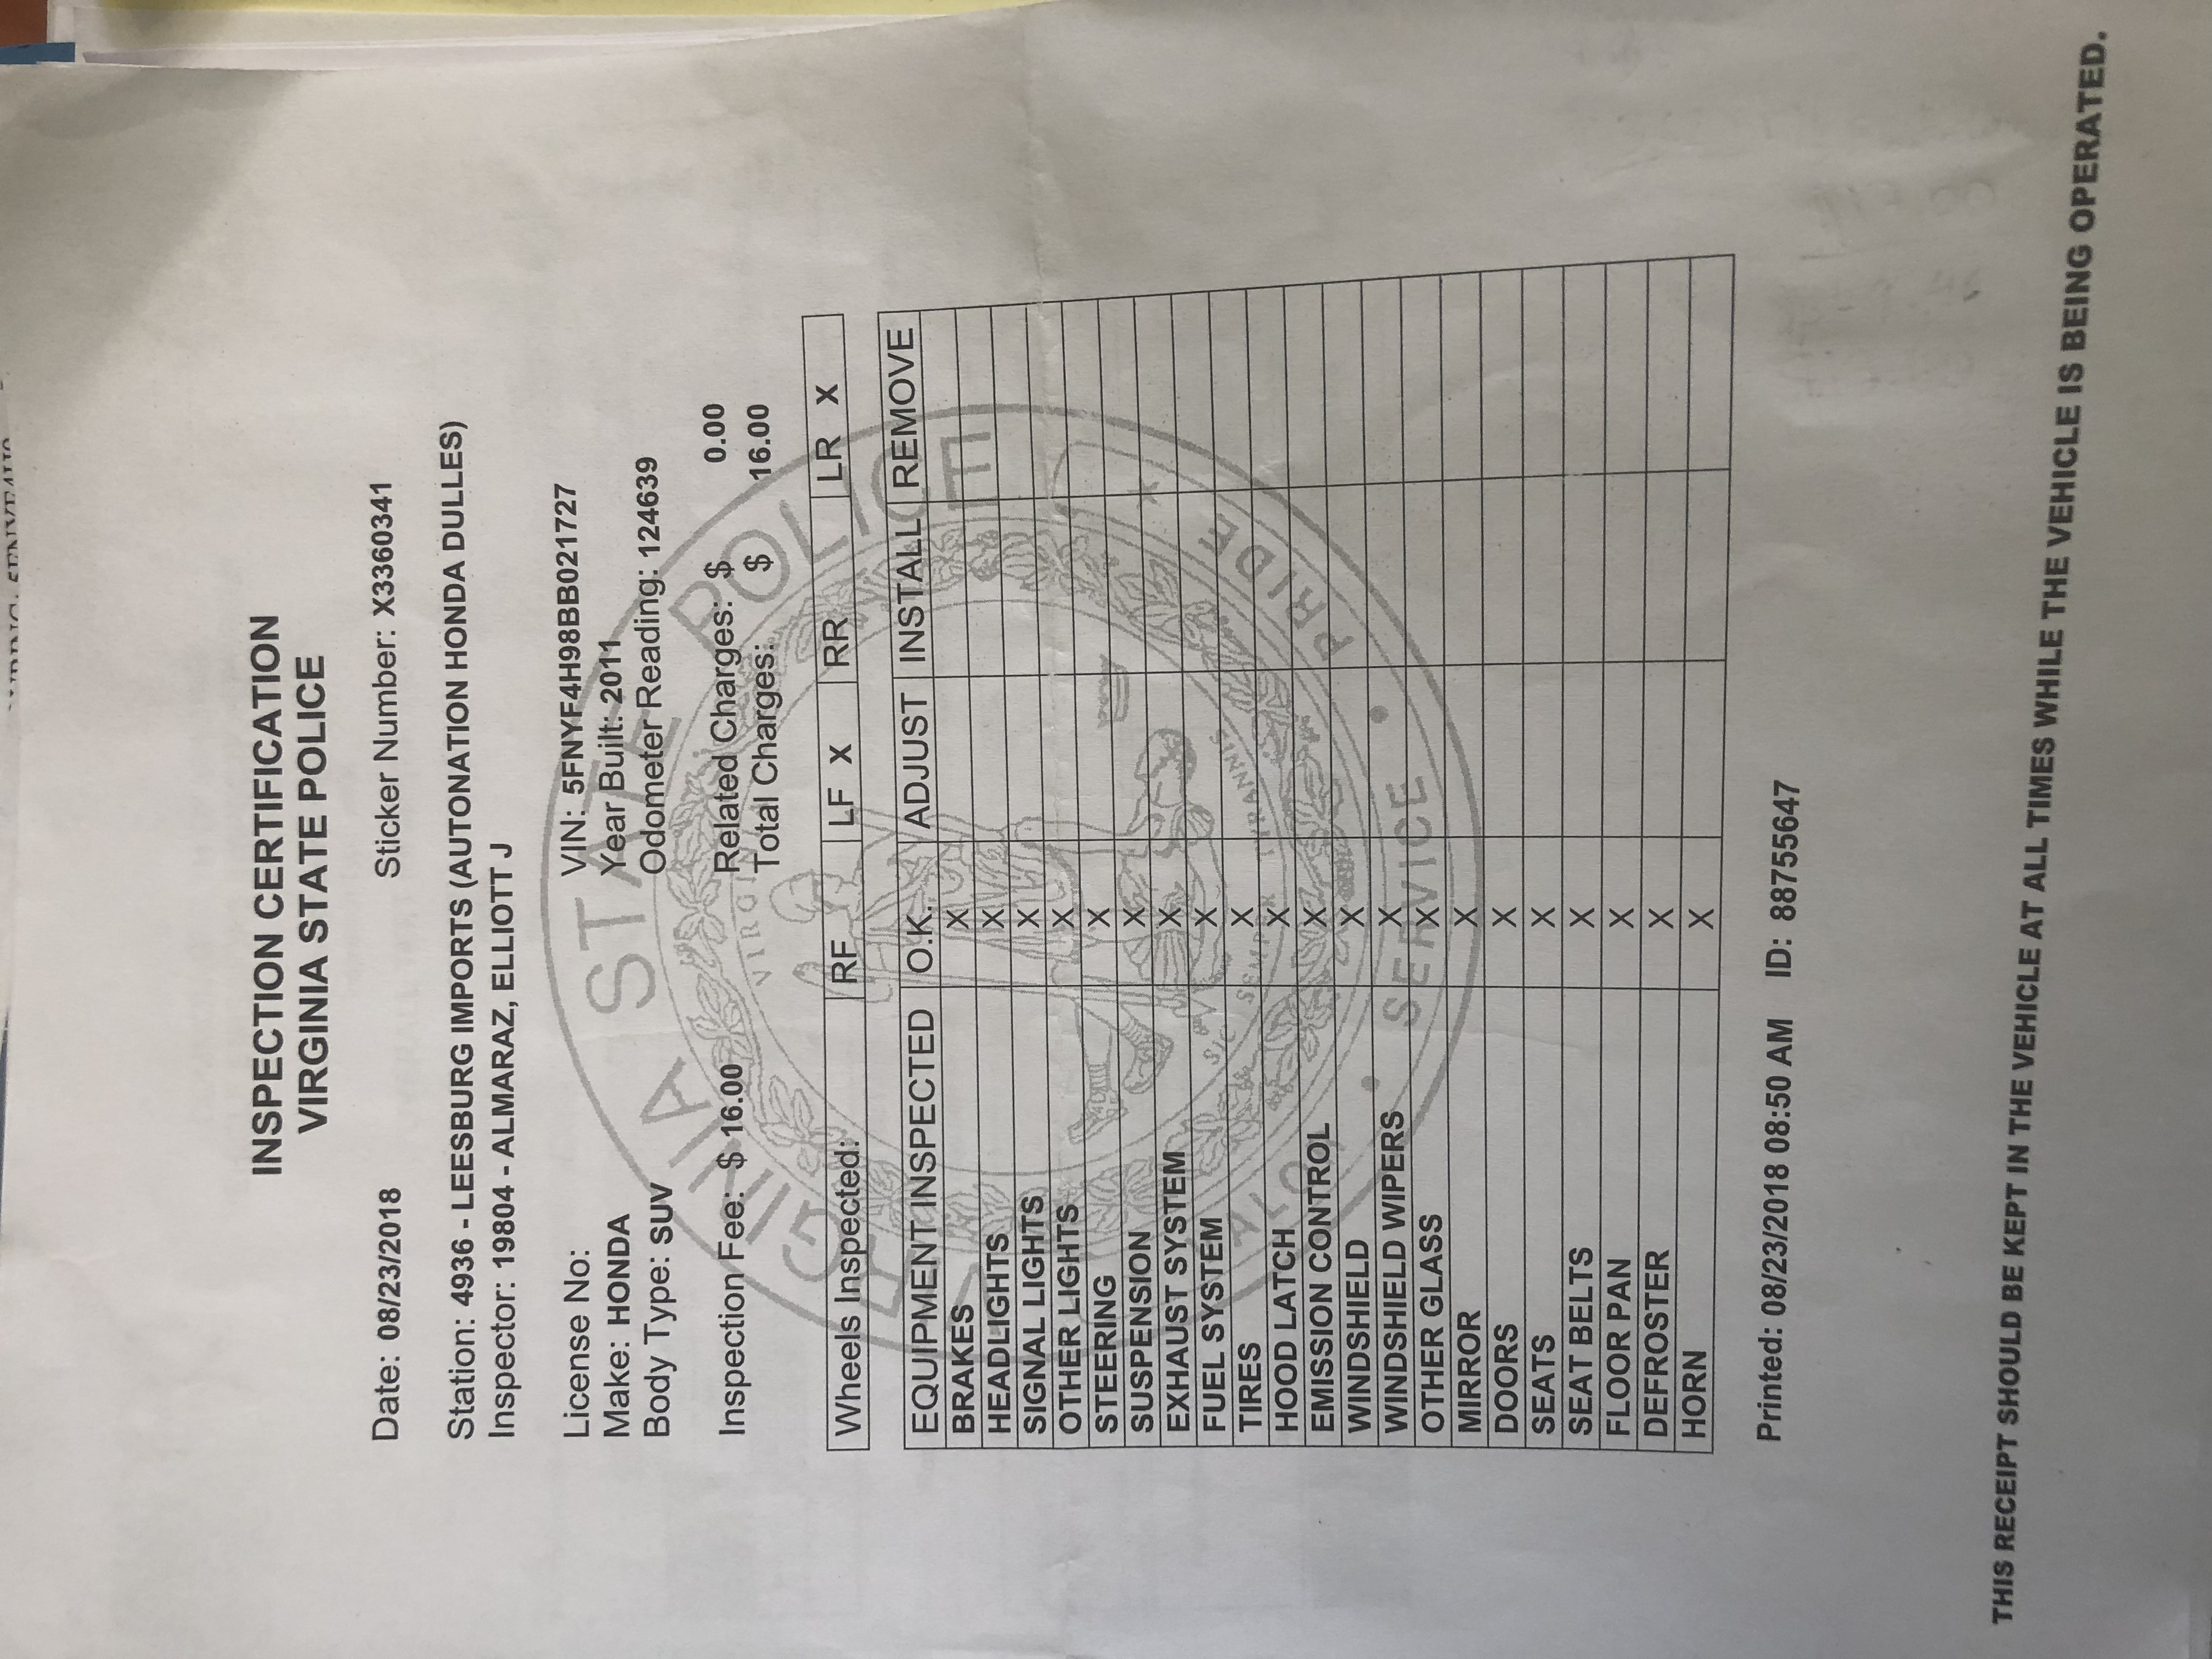 INSPECTION CERTIFICATION
VIRGINIA STATE POLICE
Date: 08/23/2018 Sticker Number: X3360341
Station: 4936 - LEESBURG IMPORTS (AUTONATION HONDA DULLES)
Inspector: 19804 - ALMARAZ, ELLIOTT J
License No: VIN: 5FNYF4H98BB021727
Make: HONDA Year Built: 2011
Body Type: SUV Odometer Reading: 124639
Inspection Fee: $ 16.00 Related Charges: $ 0.00
Total Charges: $ 16.00
Wheels Inspected: RF LF X RR LR X
EQUIPMENT INSPECTED O.K. ADJUST INSTALL REMOVE
BRAKES X
HEADLIGHTS X
SIGNAL LIGHTS X
OTHER LIGHTS X
STEERING X
SUSPENSION X
EXHAUST SYSTEM X
FUEL SYSTEM X
TIRES X
HOOD LATCH X
EMISSION CONTROL X
WINDSHIELD X
WINDSHIELD WIPERS X
OTHER GLASS X
MIRROR X
DOORS X
SEATS X
SEAT BELTS X
FLOOR PAN X
DEFROSTER X
HORN X
Printed: 08/23/2018 08:50 AM ID: 88755647
THIS RECEIPT SHOULD BE KEPT IN THE VEHICLE AT ALL TIMES WHILE THE VEHICLE IS BEING OPERATED.
VIRGINIA STATE POLICE
VIRGINIA
SIC SEMPER TYRANNIS
VALOR • SERVICE • PRIDE